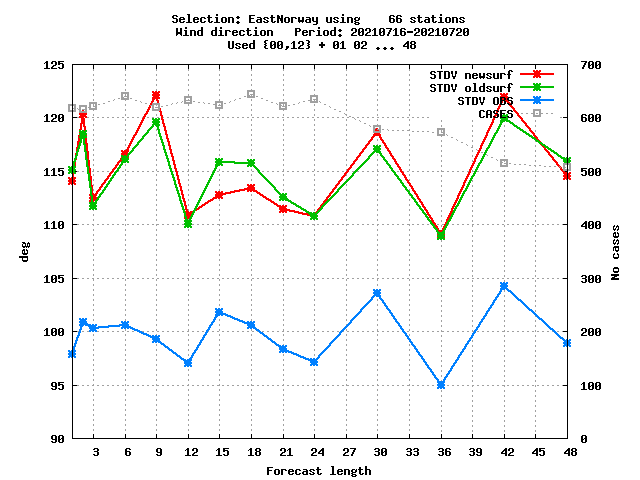 Selection: EastNorway using    66 stations
Wind direction   Period: 20210716-20210720
Used {00,12} + 01 02 ... 48
125
120
115
110
105
100
95
90
700
600
500
400
300
200
100
0
STDV newsurf
STDV oldsurf
STDV OBS
CASES
deg
No cases
3 6 9 12 15 18 21 24 27 30 33 36 39 42 45 48
Forecast length